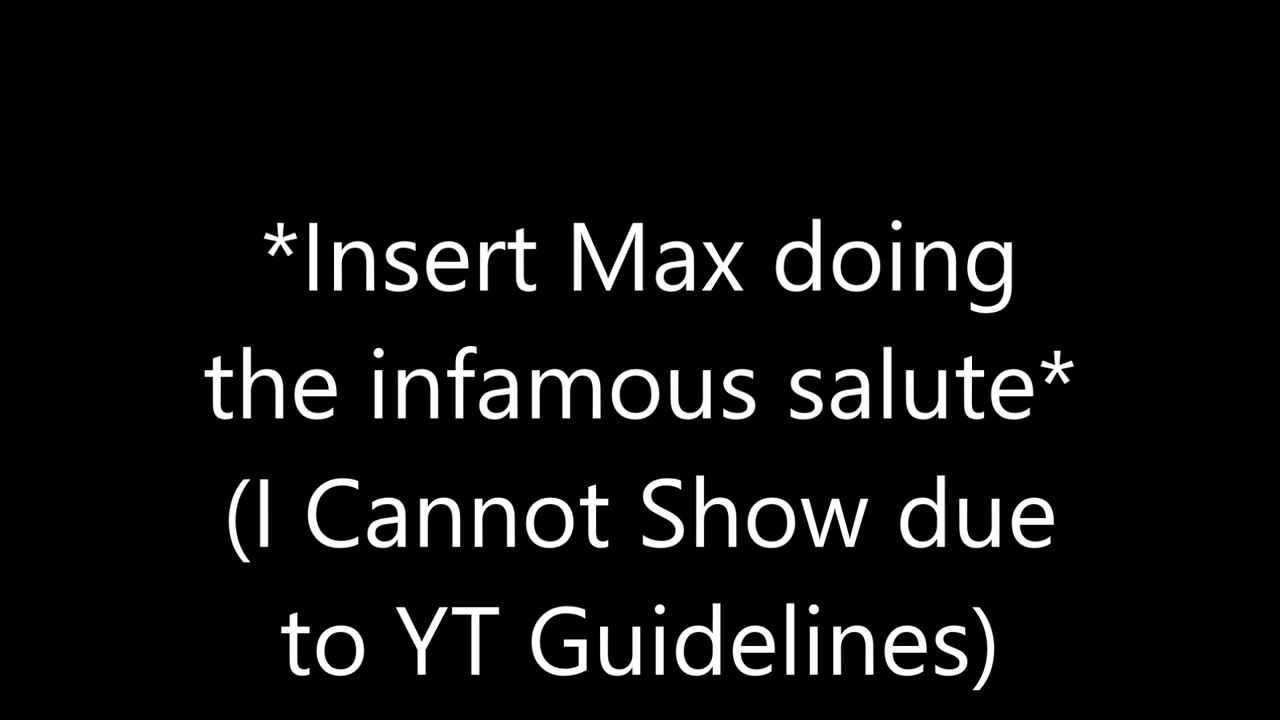 *Insert Max doing
the infamous salute*
(I Cannot Show due
to YT Guidelines)